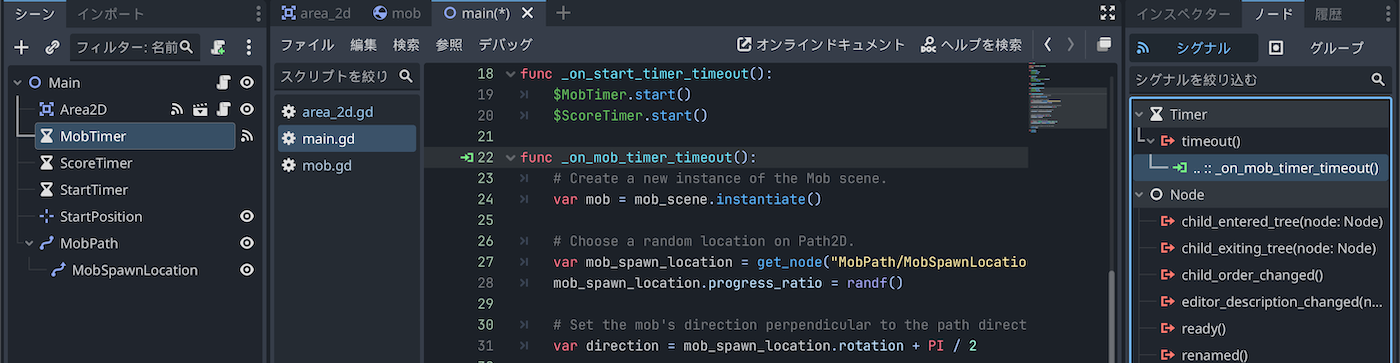 シーン
インポート
フィルター: 名前
Main
Area2D
MobTimer
ScoreTimer
StartTimer
StartPosition
MobPath
MobSpawnLocation
area_2d
mob
main(*)
ファイル 編集 検索 参照 デバッグ
オンラインドキュメント
ヘルプを検索
スクリプトを絞り
area_2d.gd
main.gd
mob.gd
18 func _on_start_timer_timeout():
19 $MobTimer.start()
20 $ScoreTimer.start()
21
22 func _on_mob_timer_timeout():
23 # Create a new instance of the Mob scene.
24 var mob = mob_scene.instantiate()
25
26 # Choose a random location on Path2D.
27 var mob_spawn_location = get_node("MobPath/MobSpawnLocatio
28 mob_spawn_location.progress_ratio = randf()
29
30 # Set the mob's direction perpendicular to the path direct
31 var direction = mob_spawn_location.rotation + PI / 2
インスペクター
ノード
履歴
シグナル
グループ
シグナルを絞り込む
Timer
timeout()
.. :: _on_mob_timer_timeout()
Node
child_entered_tree(node: Node)
child_exiting_tree(node: Node)
child_order_changed()
editor_description_changed(n...
ready()
renamed()